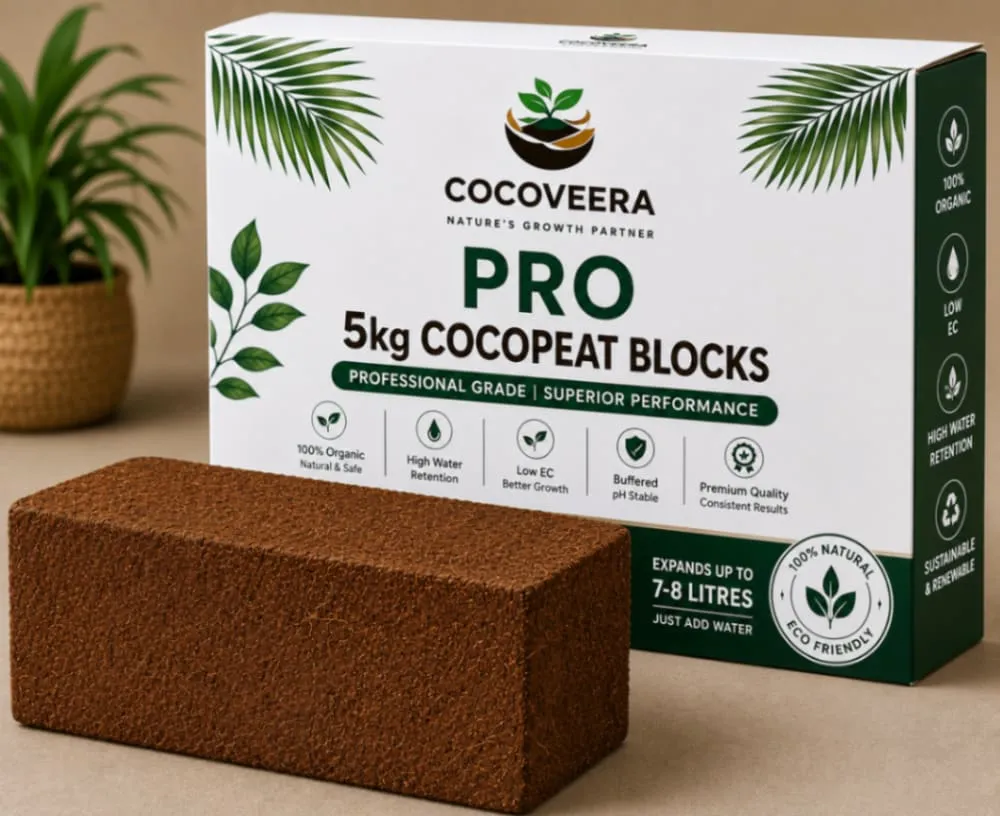 COCOVEERA
COCOVEERA
NATURE'S GROWTH PARTNER
PRO
5kg COCOPEAT BLOCKS
PROFESSIONAL GRADE | SUPERIOR PERFORMANCE
100% Organic
Natural & Safe
High Water
Retention
Low EC
Better Growth
Buffered
pH Stable
Premium Quality
Consistent Results
EXPANDS UP TO
7-8 LITRES
JUST ADD WATER
100% NATURAL
ECO FRIENDLY
100%
ORGANIC
LOW
EC
HIGH WATER
RETENTION
SUSTAINABLE
& RENEWABLE